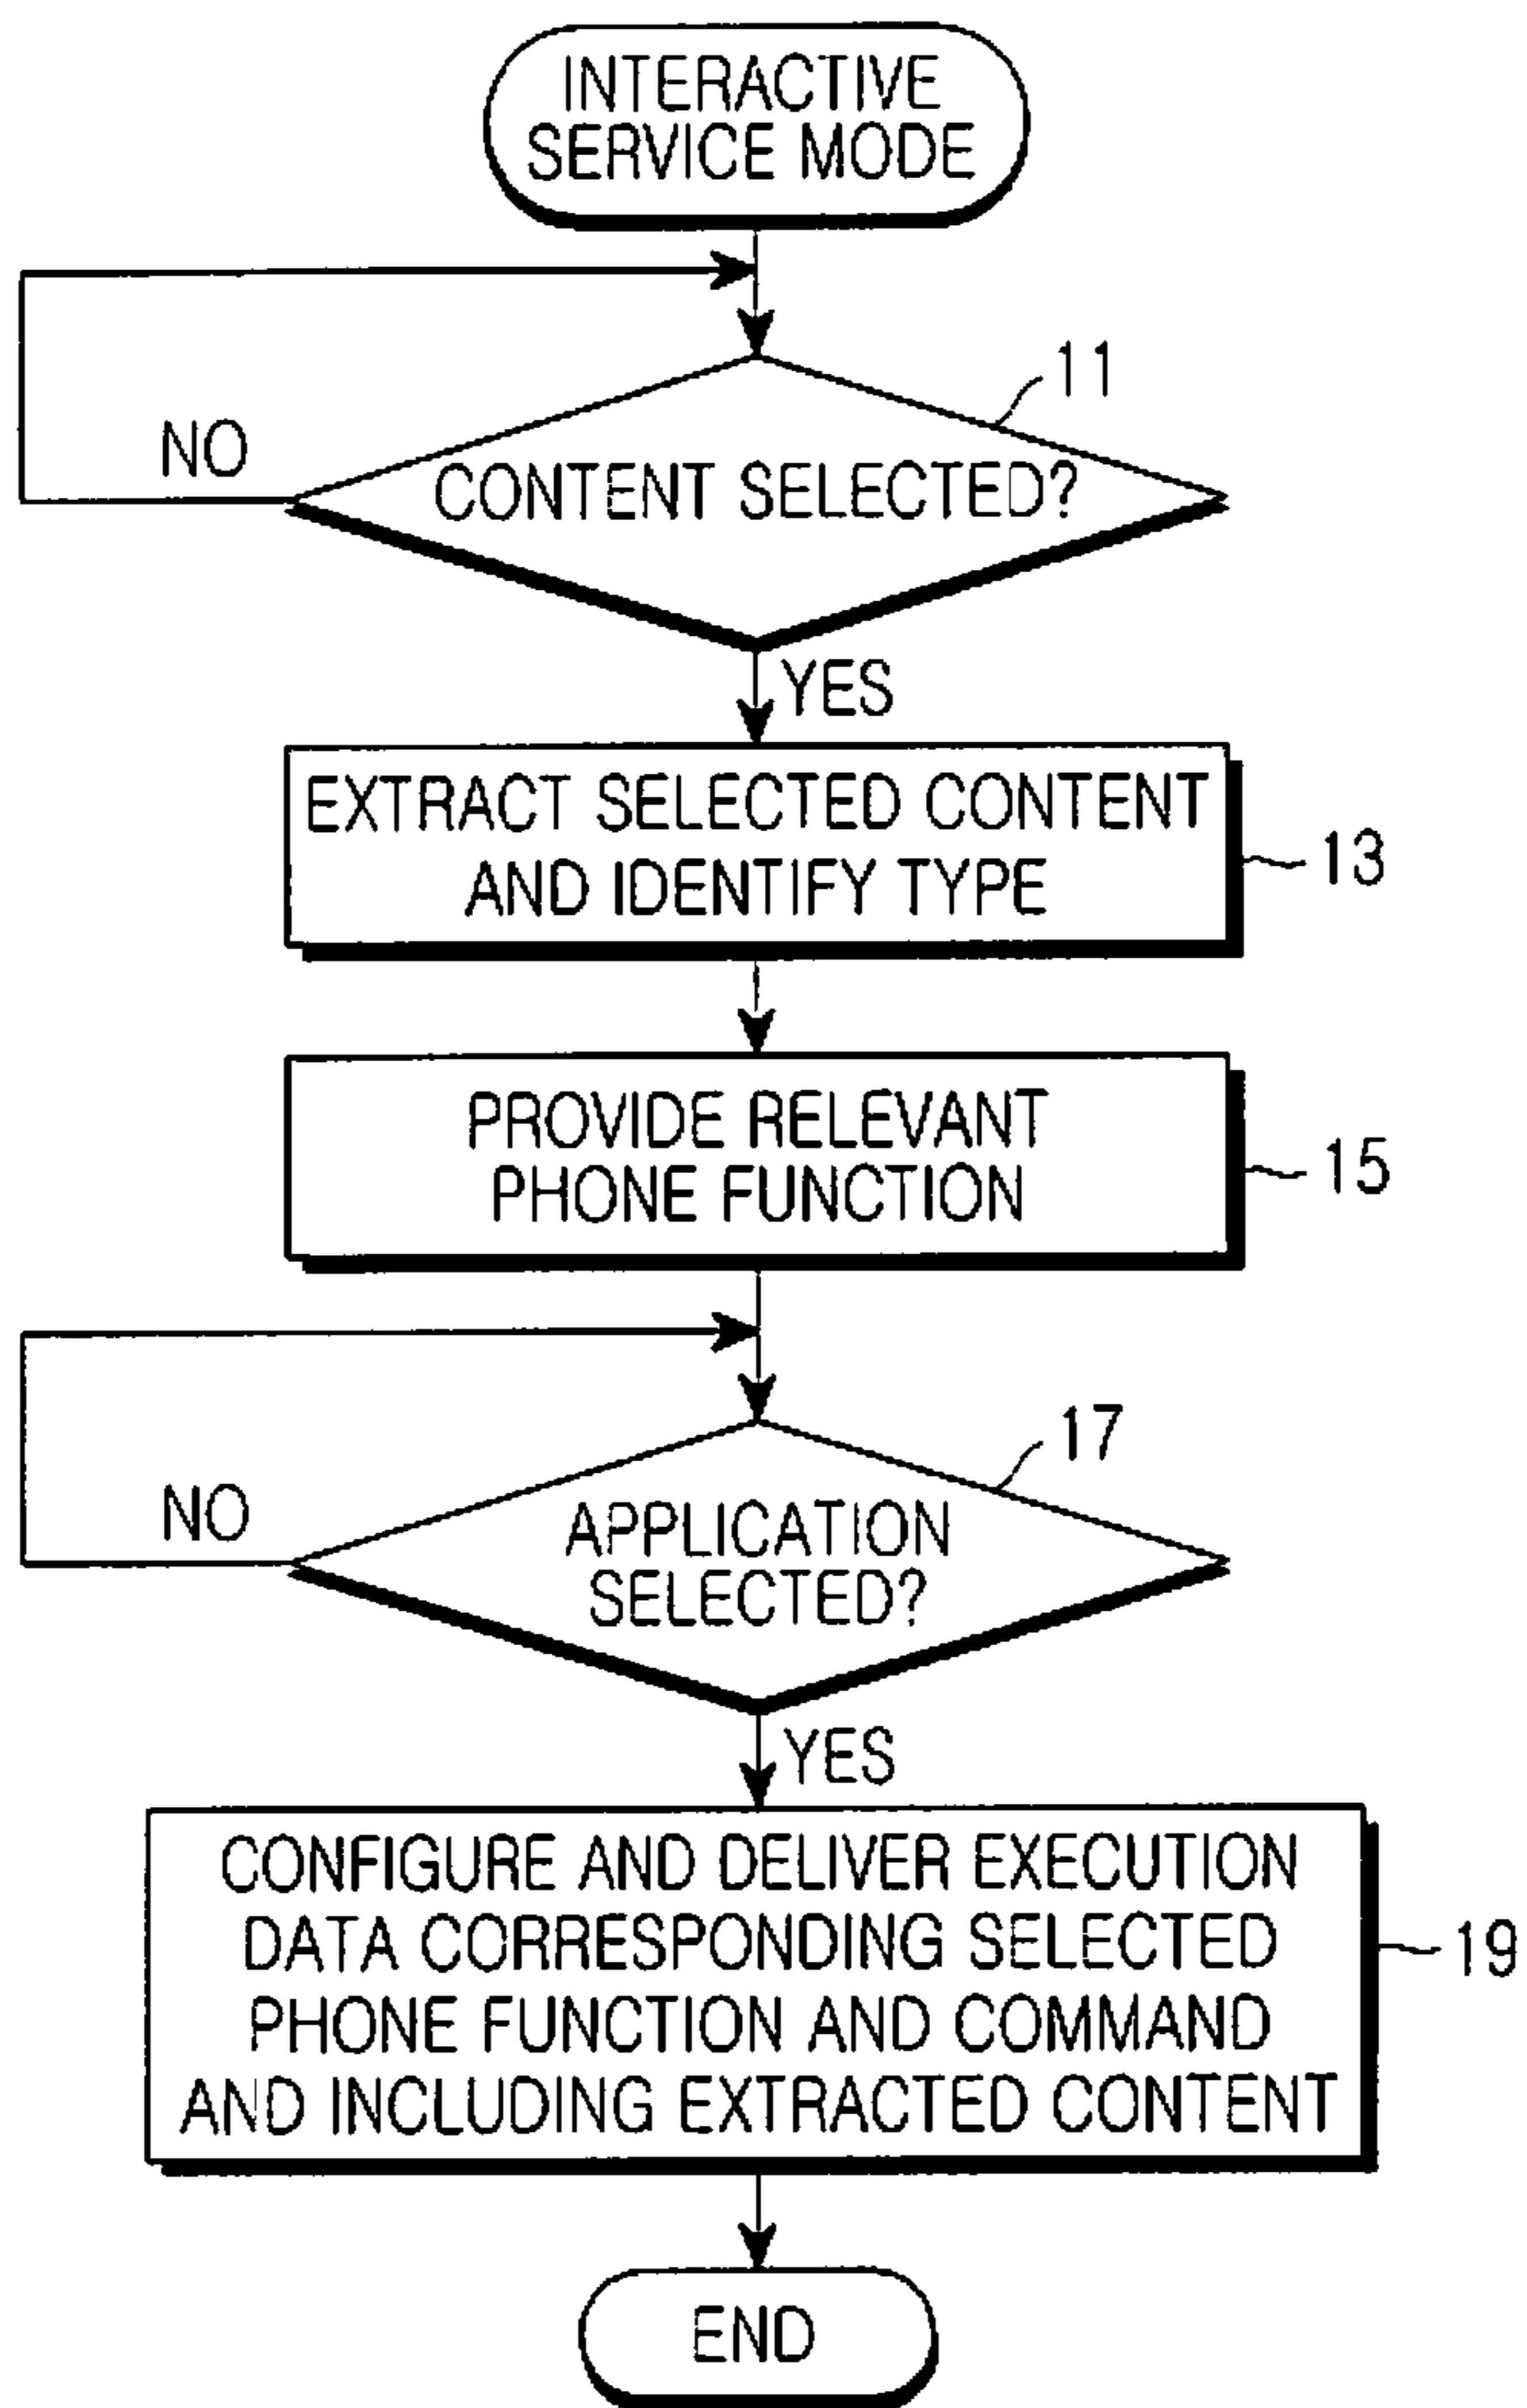 INTERACTIVE
SERVICE MODE
11
NO
CONTENT SELECTED?
YES
EXTRACT SELECTED CONTENT
AND IDENTIFY TYPE
13
PROVIDE RELEVANT
PHONE FUNCTION
15
17
NO
APPLICATION
SELECTED?
YES
CONFIGURE AND DELIVER EXECUTION
DATA CORRESPONDING SELECTED
PHONE FUNCTION AND COMMAND
AND INCLUDING EXTRACTED CONTENT
19
END